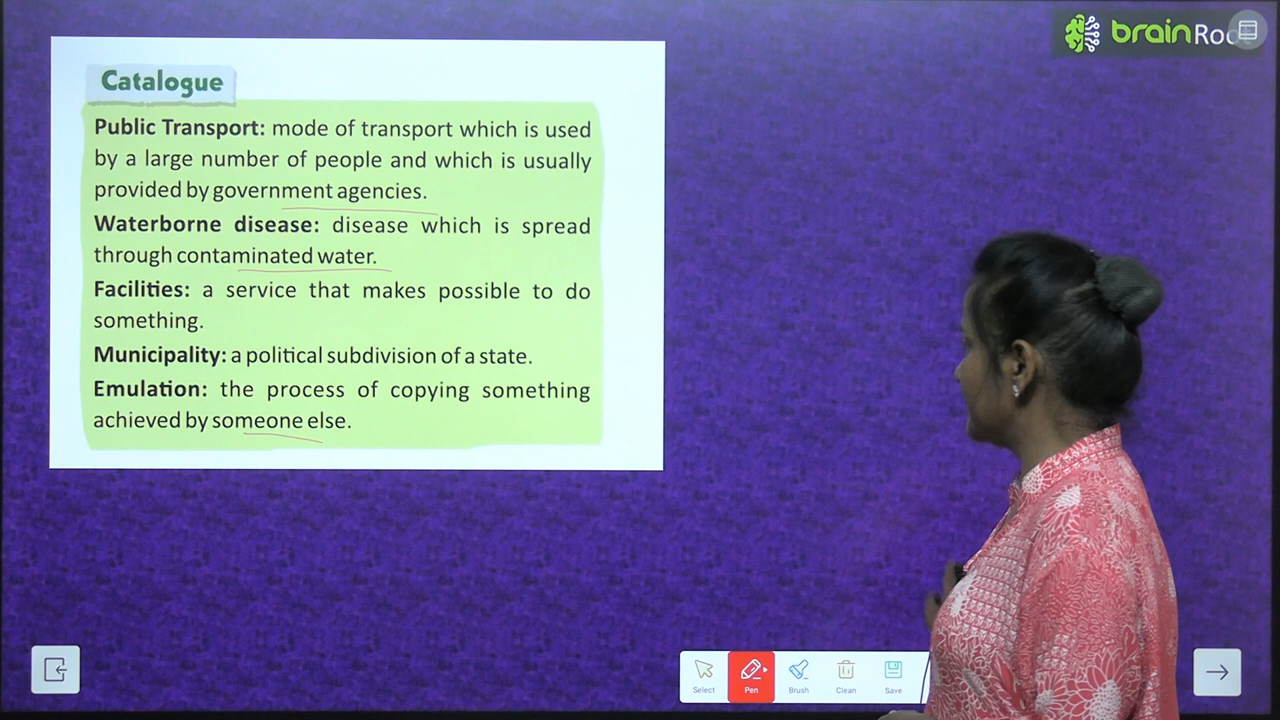 brainRoo
Catalogue
Public Transport: mode of transport which is used
by a large number of people and which is usually
provided by government agencies.
Waterborne disease: disease which is spread
through contaminated water.
Facilities: a service that makes possible to do
something.
Municipality: a political subdivision of a state.
Emulation: the process of copying something
achieved by someone else.
Select Pen Brush Clean Save